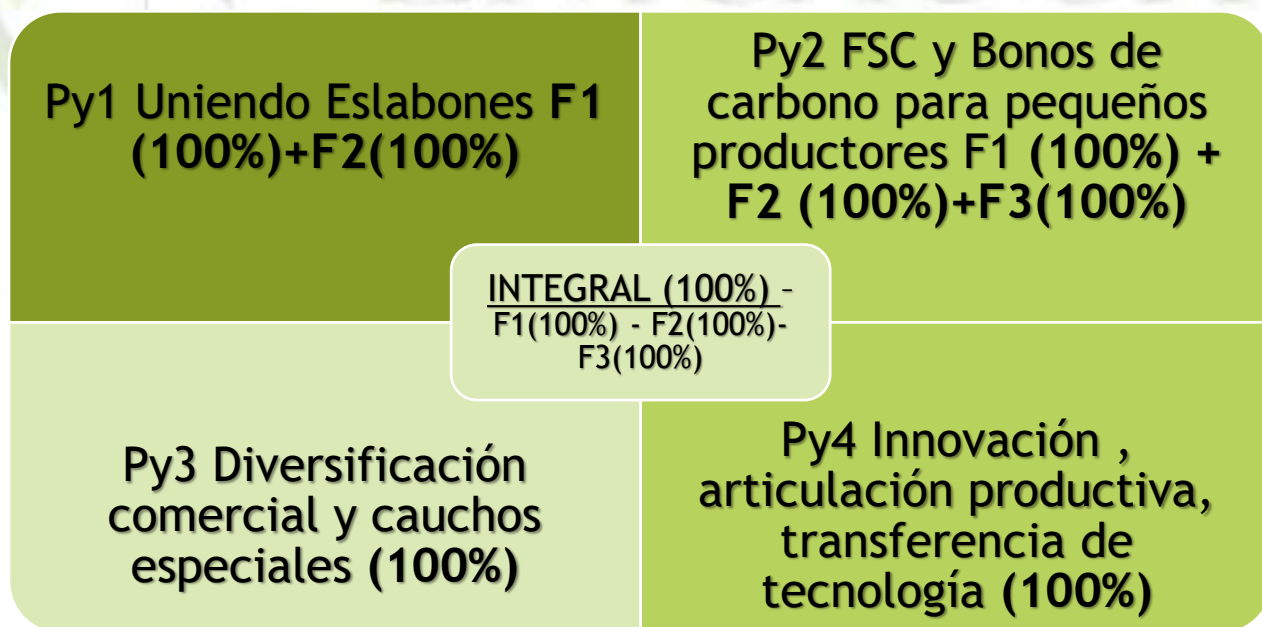 Py1 Uniendo Eslabones F1
(100%)+F2(100%)
Py2 FSC y Bonos de
carbono para pequeños
productores F1 (100%) +
F2 (100%)+F3(100%)
INTEGRAL (100%) –
F1(100%) - F2(100%)-
F3(100%)
Py3 Diversificación
comercial y cauchos
especiales (100%)
Py4 Innovación ,
articulación productiva,
transferencia de
tecnología (100%)